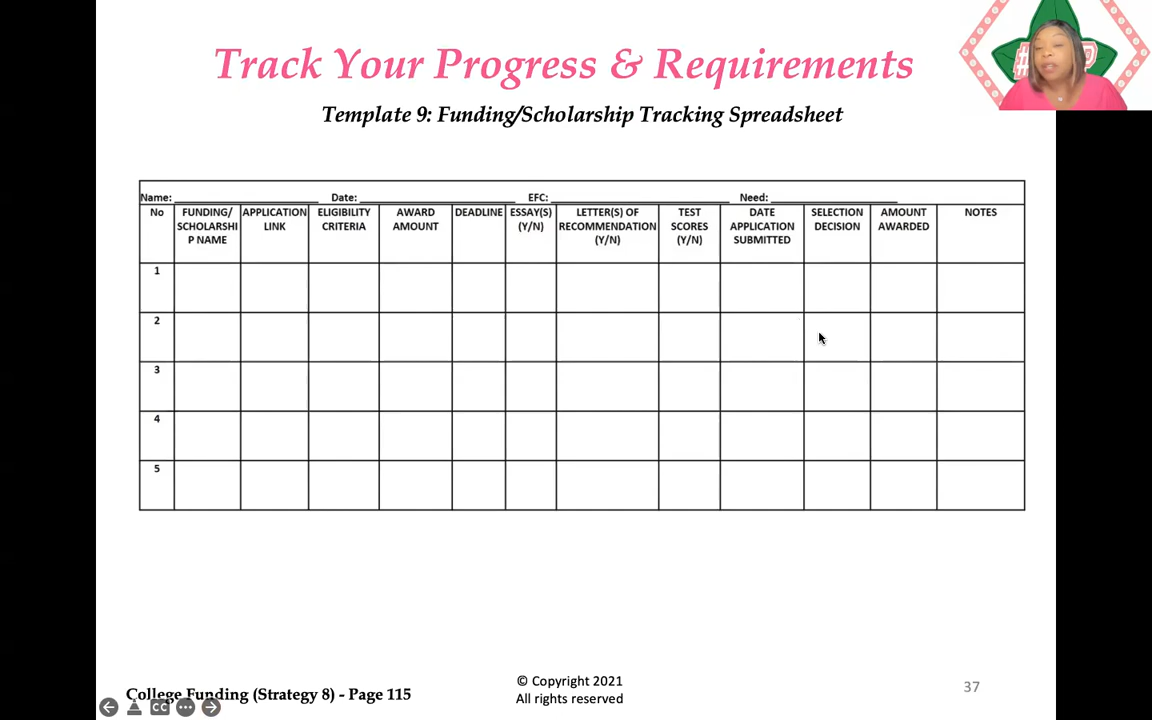 Track Your Progress & Requirements
Template 9: Funding/Scholarship Tracking Spreadsheet
Name: Date: EFC: Need:
No
FUNDING/
SCHOLARSHI
P NAME
APPLICATION
LINK
ELIGIBILITY
CRITERIA
AWARD
AMOUNT
DEADLINE
ESSAY(S)
(Y/N)
LETTER(S) OF
RECOMMENDATION
(Y/N)
TEST
SCORES
(Y/N)
DATE
APPLICATION
SUBMITTED
SELECTION
DECISION
AMOUNT
AWARDED
NOTES
1
2
3
4
5
College Funding (Strategy 8) - Page 115
© Copyright 2021
All rights reserved
37
CC